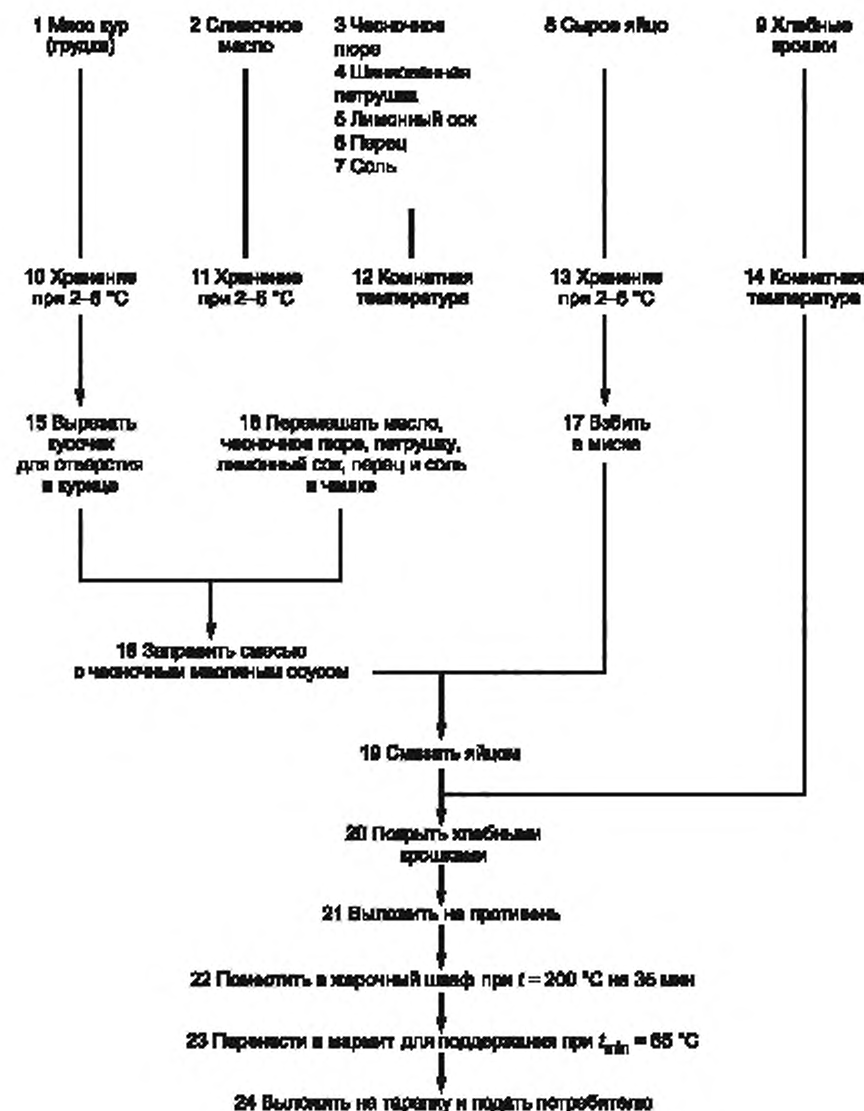 1 Мясо кур
(грудка)
2 Сливочное
масло
3 Чесночное
пюре
4 Шинкованная
петрушка
5 Лимонный сок
6 Перец
7 Соль
8 Сырое яйцо
9 Хлебные
крошки
10 Хранение
при 2–6 °C
11 Хранение
при 2–6 °C
12 Комнатная
температура
13 Хранение
при 2–6 °C
14 Комнатная
температура
15 Вырезать
кусочек
для отверстия
в курице
16 Перемешать масло,
чесночное пюре, петрушку,
лимонный сок, перец и соль
в чашке
17 Взбить
в миске
18 Заправить смесью
с чесночным масляным соусом
19 Смазать яйцом
20 Покрыть хлебными
крошками
21 Выложить на противень
22 Поместить в жарочный шкаф при t = 200 °C на 35 мин
23 Перенести в мармит для поддержания при tmin = 65 °C
24 Выложить на тарелку и подать потребителю